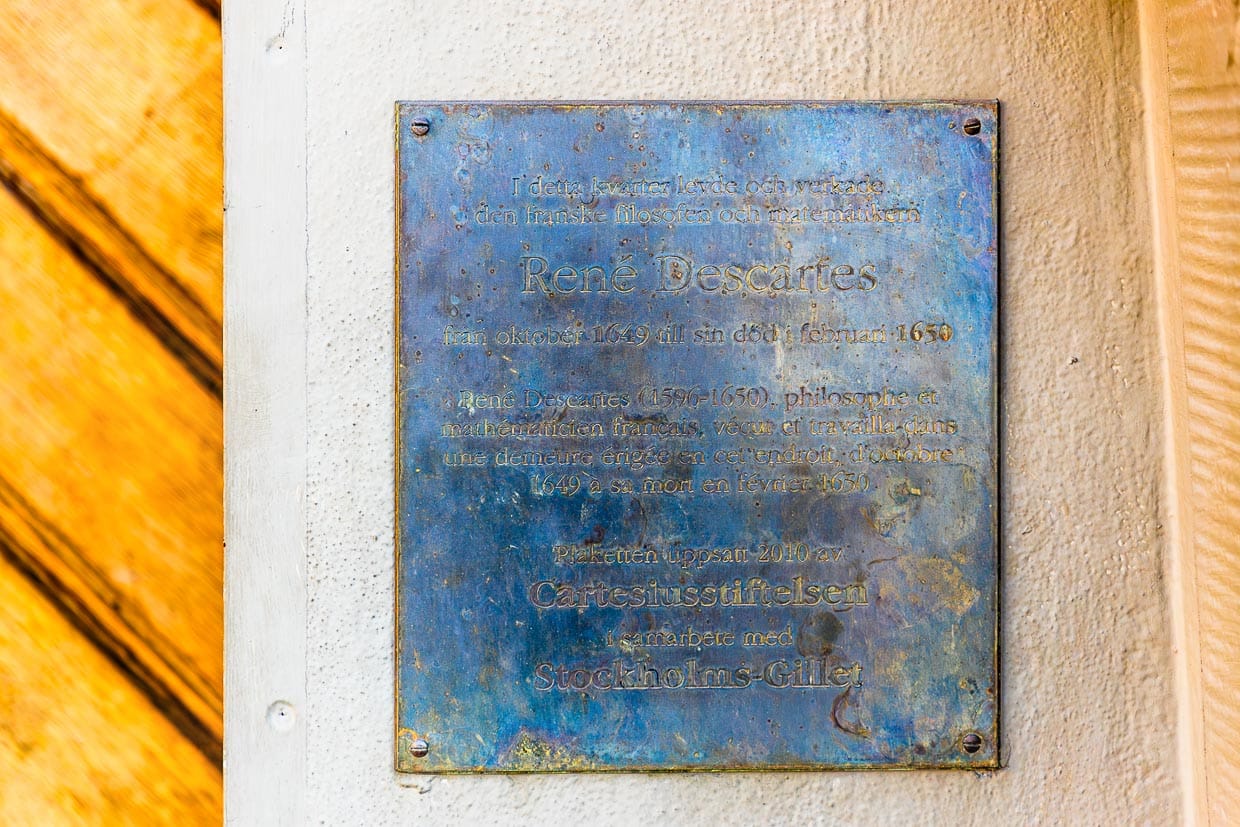 I detta kvarter levde och verkade
den franske filosofen och matematikern
René Descartes
från oktober 1649 till sin död i februari 1650
René Descartes (1596-1650), philosophe et
mathématicien français, vécut et travailla dans
une demeure érigée en cet endroit, d'octobre
1649 à sa mort en février 1650
Plaketten uppsatt 2010 av
Cartesiusstiftelsen
i samarbete med
Stockholms-Gillet